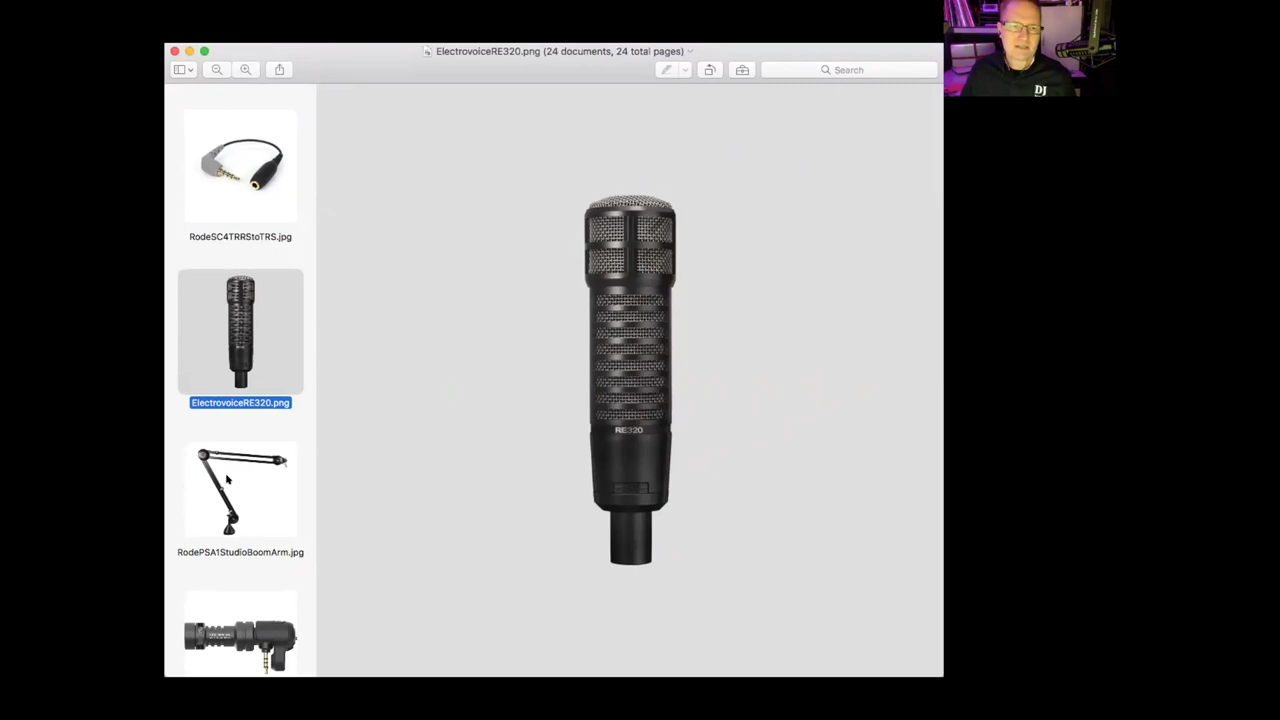 ElectrovoiceRE320.png (24 documents, 24 total pages)
Search
DJ
RodeSC4TRRStoTRS.jpg
ElectrovoiceRE320.png
RE320
RodePSA1StudioBoomArm.jpg